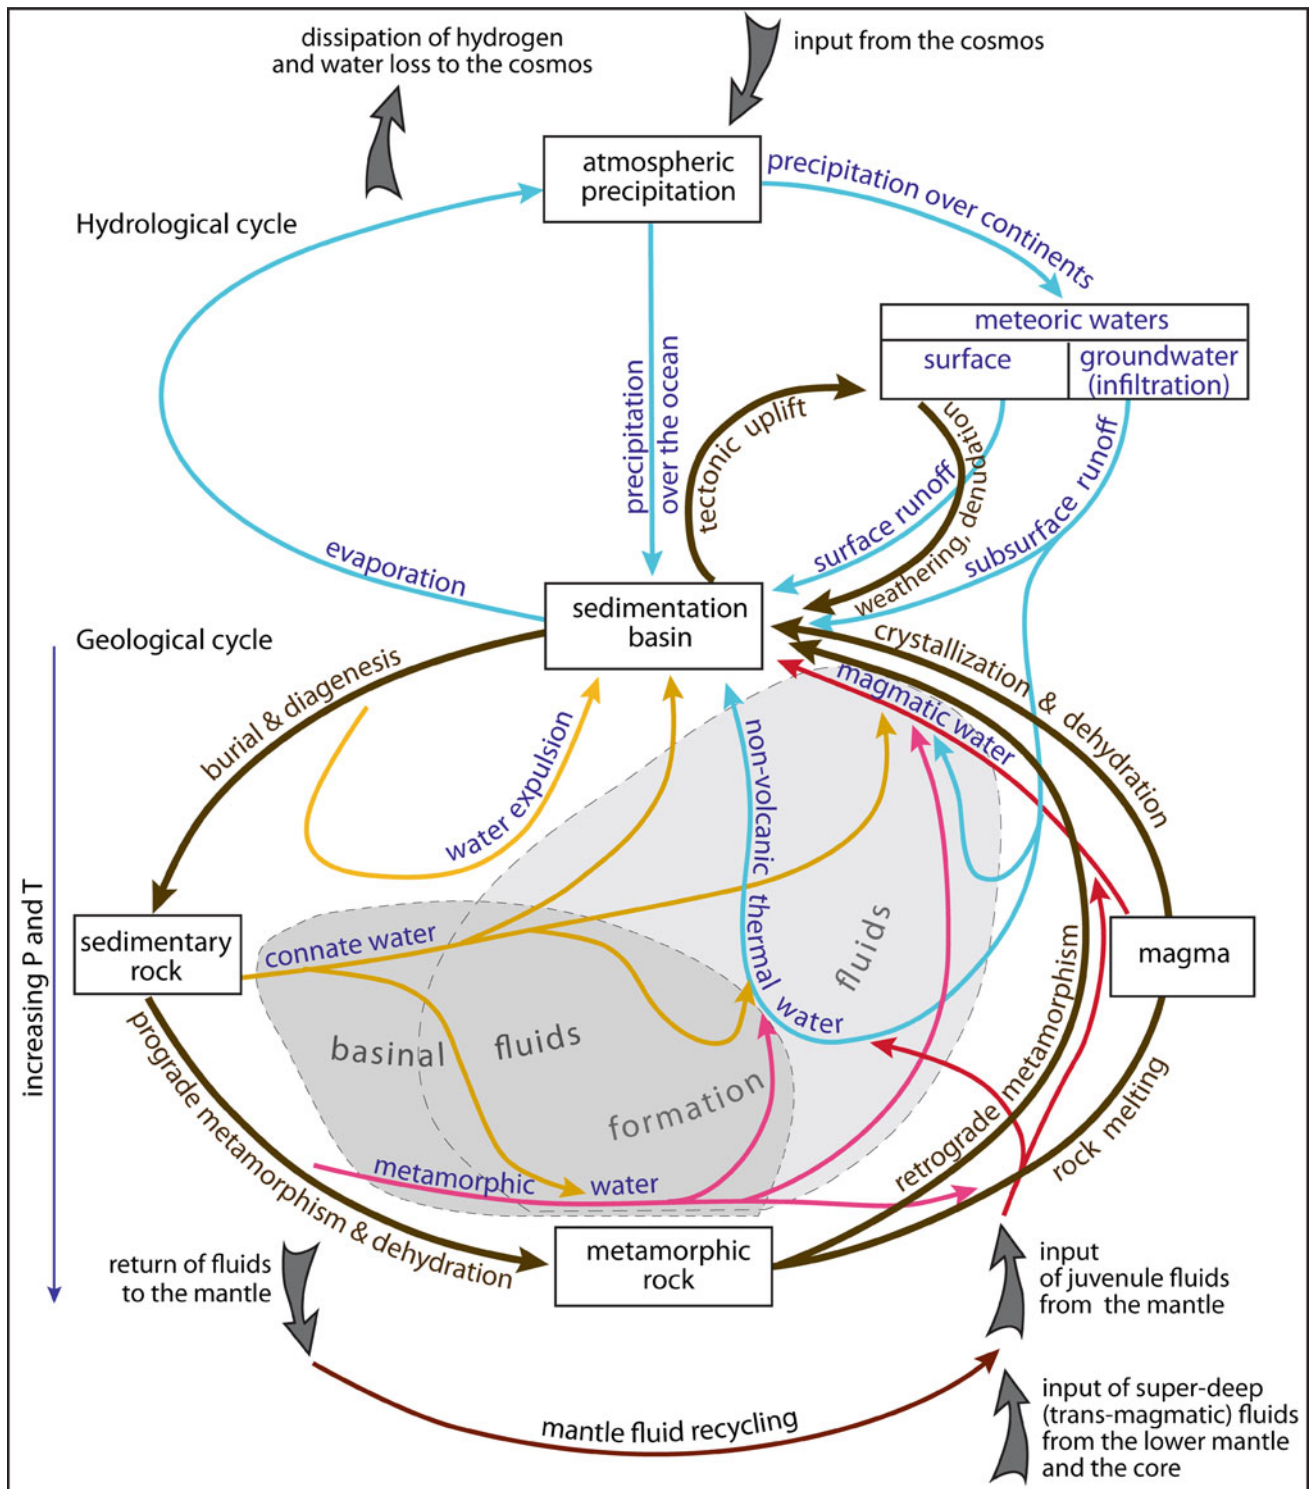 dissipation of hydrogen
and water loss to the cosmos
input from the cosmos
atmospheric
precipitation
precipitation over continents
Hydrological cycle
meteoric waters
surface
groundwater
(infiltration)
precipitation
over the ocean
tectonic uplift
surface runoff
weathering, denudation
subsurface runoff
evaporation
sedimentation
basin
Geological cycle
burial & diagenesis
water expulsion
non-volcanic thermal water
magmatic water
crystallization & dehydration
increasing P and T
sedimentary
rock
connate water
fluids
magma
basinal fluids
formation
prograde metamorphism & dehydration
metamorphic water
retrograde metamorphism
rock melting
metamorphic
rock
return of fluids
to the mantle
input
of juvenule fluids
from the mantle
mantle fluid recycling
input of super-deep
(trans-magmatic) fluids
from the lower mantle
and the core